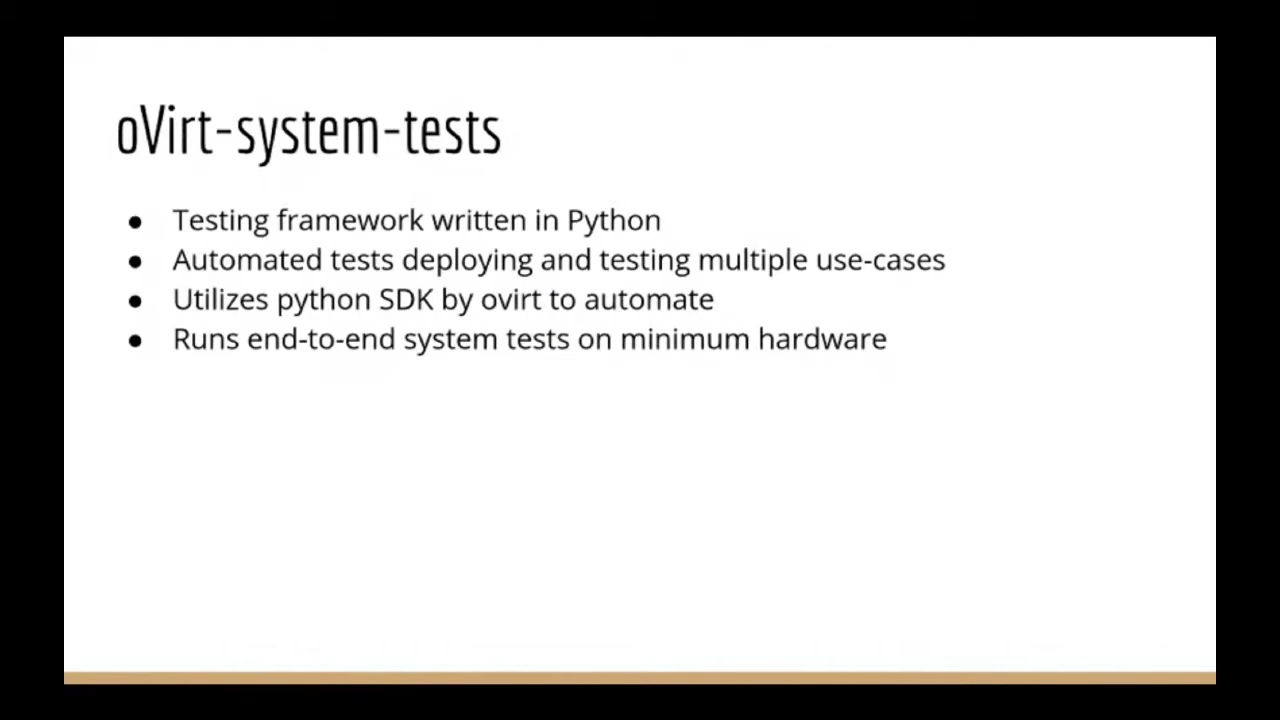 oVirt-system-tests
● Testing framework written in Python
● Automated tests deploying and testing multiple use-cases
● Utilizes python SDK by ovirt to automate
● Runs end-to-end system tests on minimum hardware